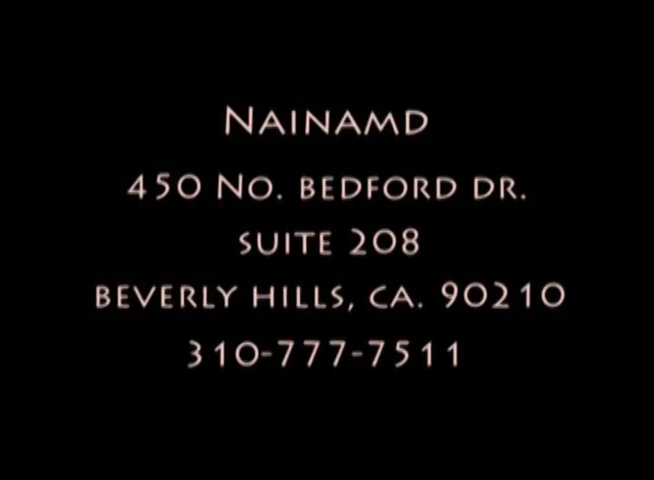 NAINAMD
450 NO. BEDFORD DR.
SUITE 208
BEVERLY HILLS, CA. 90210
310-777-7511